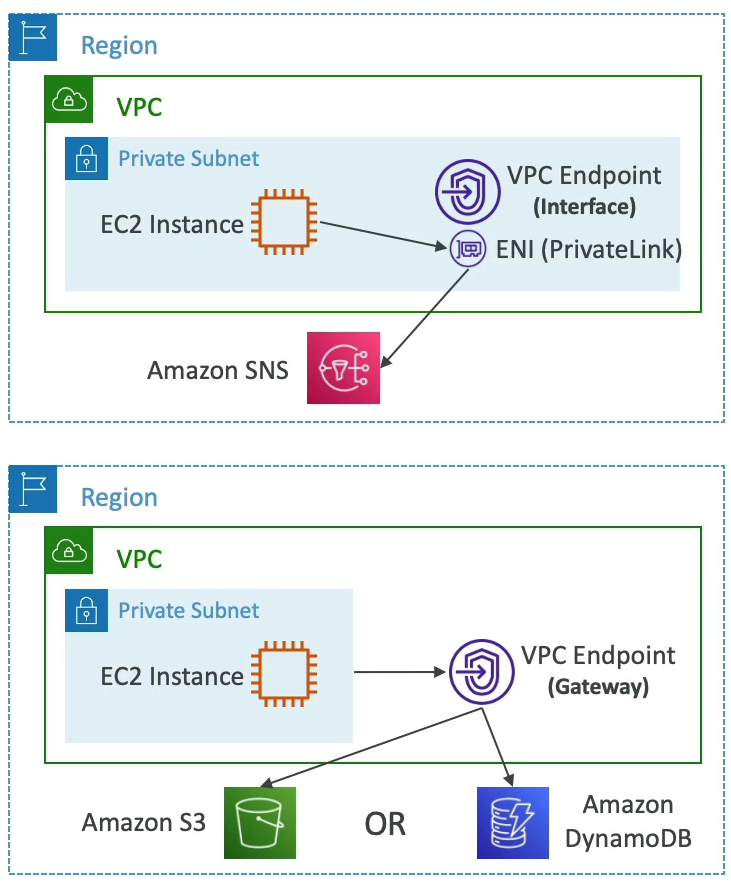 Region
VPC
Private Subnet
VPC Endpoint
(Interface)
EC2 Instance
ENI (PrivateLink)
Amazon SNS
Region
VPC
Private Subnet
VPC Endpoint
(Gateway)
EC2 Instance
Amazon S3
OR
Amazon
DynamoDB